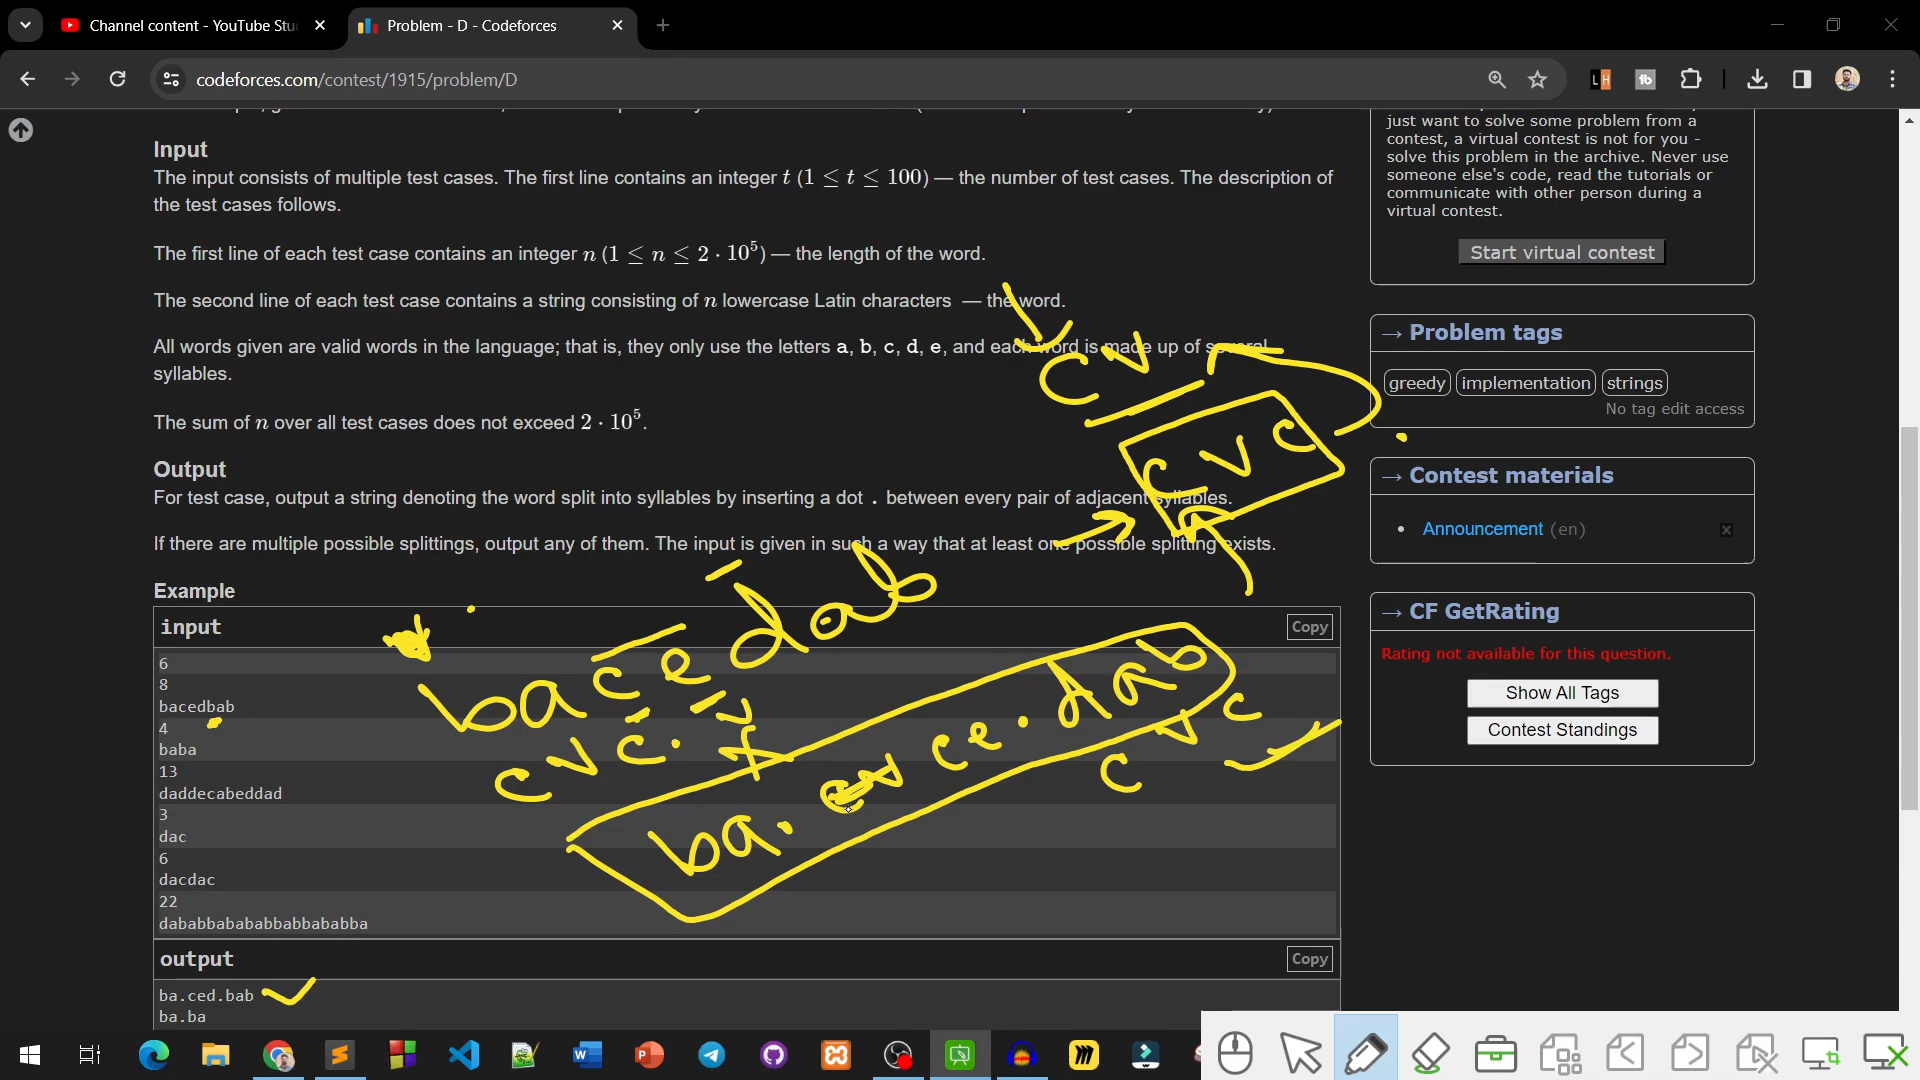 Channel content - YouTube Stu
Problem - D - Codeforces
codeforces.com/contest/1915/problem/D
Input
The input consists of multiple test cases. The first line contains an integer t (1 ≤ t ≤ 100) — the number of test cases. The description of
the test cases follows.
The first line of each test case contains an integer n (1 ≤ n ≤ 2 · 10^5) — the length of the word.
The second line of each test case contains a string consisting of n lowercase Latin characters — the word.
All words given are valid words in the language; that is, they only use the letters a, b, c, d, e, and each word is made up of several
syllables.
The sum of n over all test cases does not exceed 2 · 10^5.
Output
For test case, output a string denoting the word split into syllables by inserting a dot . between every pair of adjacent syllables.
If there are multiple possible splittings, output any of them. The input is given in such a way that at least one possible splitting exists.
Example
input
Copy
6
8
bacedbab
4
baba
13
daddecabeddad
3
dac
6
dacdac
22
dababbabababbabbababba
output
Copy
ba.ced.bab
ba.ba
CV
CVC
bacedab
CVC.V
ba. ce.dab
CVC
just want to solve some problem from a
contest, a virtual contest is not for you -
solve this problem in the archive. Never use
someone else's code, read the tutorials or
communicate with other person during a
virtual contest.
Start virtual contest
→ Problem tags
greedy implementation strings
No tag edit access
→ Contest materials
Announcement (en)
→ CF GetRating
Rating not available for this question.
Show All Tags
Contest Standings